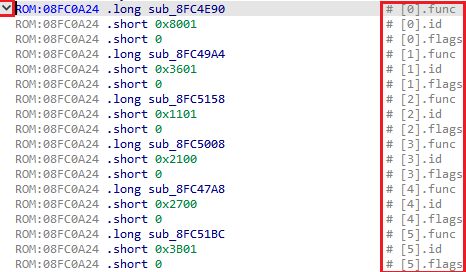 ROM:08FC0A24 .long sub_8FC4E90 # [0].func
ROM:08FC0A24 .short 0x8001 # [0].id
ROM:08FC0A24 .short 0 # [0].flags
ROM:08FC0A24 .long sub_8FC49A4 # [1].func
ROM:08FC0A24 .short 0x3601 # [1].id
ROM:08FC0A24 .short 0 # [1].flags
ROM:08FC0A24 .long sub_8FC5158 # [2].func
ROM:08FC0A24 .short 0x1101 # [2].id
ROM:08FC0A24 .short 0 # [2].flags
ROM:08FC0A24 .long sub_8FC5008 # [3].func
ROM:08FC0A24 .short 0x2100 # [3].id
ROM:08FC0A24 .short 0 # [3].flags
ROM:08FC0A24 .long sub_8FC47A8 # [4].func
ROM:08FC0A24 .short 0x2700 # [4].id
ROM:08FC0A24 .short 0 # [4].flags
ROM:08FC0A24 .long sub_8FC51BC # [5].func
ROM:08FC0A24 .short 0x3B01 # [5].id
ROM:08FC0A24 .short 0 # [5].flags